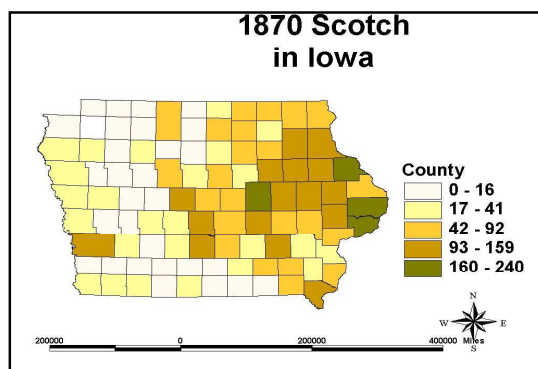 1870 Scotch
in Iowa
County
0 - 16
17 - 41
42 - 92
93 - 159
160 - 240
N
W E
S
200000 0 200000 400000 Miles